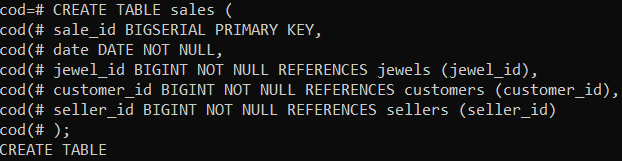 cod=# CREATE TABLE sales (
cod(# sale_id BIGSERIAL PRIMARY KEY,
cod(# date DATE NOT NULL,
cod(# jewel_id BIGINT NOT NULL REFERENCES jewels (jewel_id),
cod(# customer_id BIGINT NOT NULL REFERENCES customers (customer_id),
cod(# seller_id BIGINT NOT NULL REFERENCES sellers (seller_id)
cod(# );
CREATE TABLE